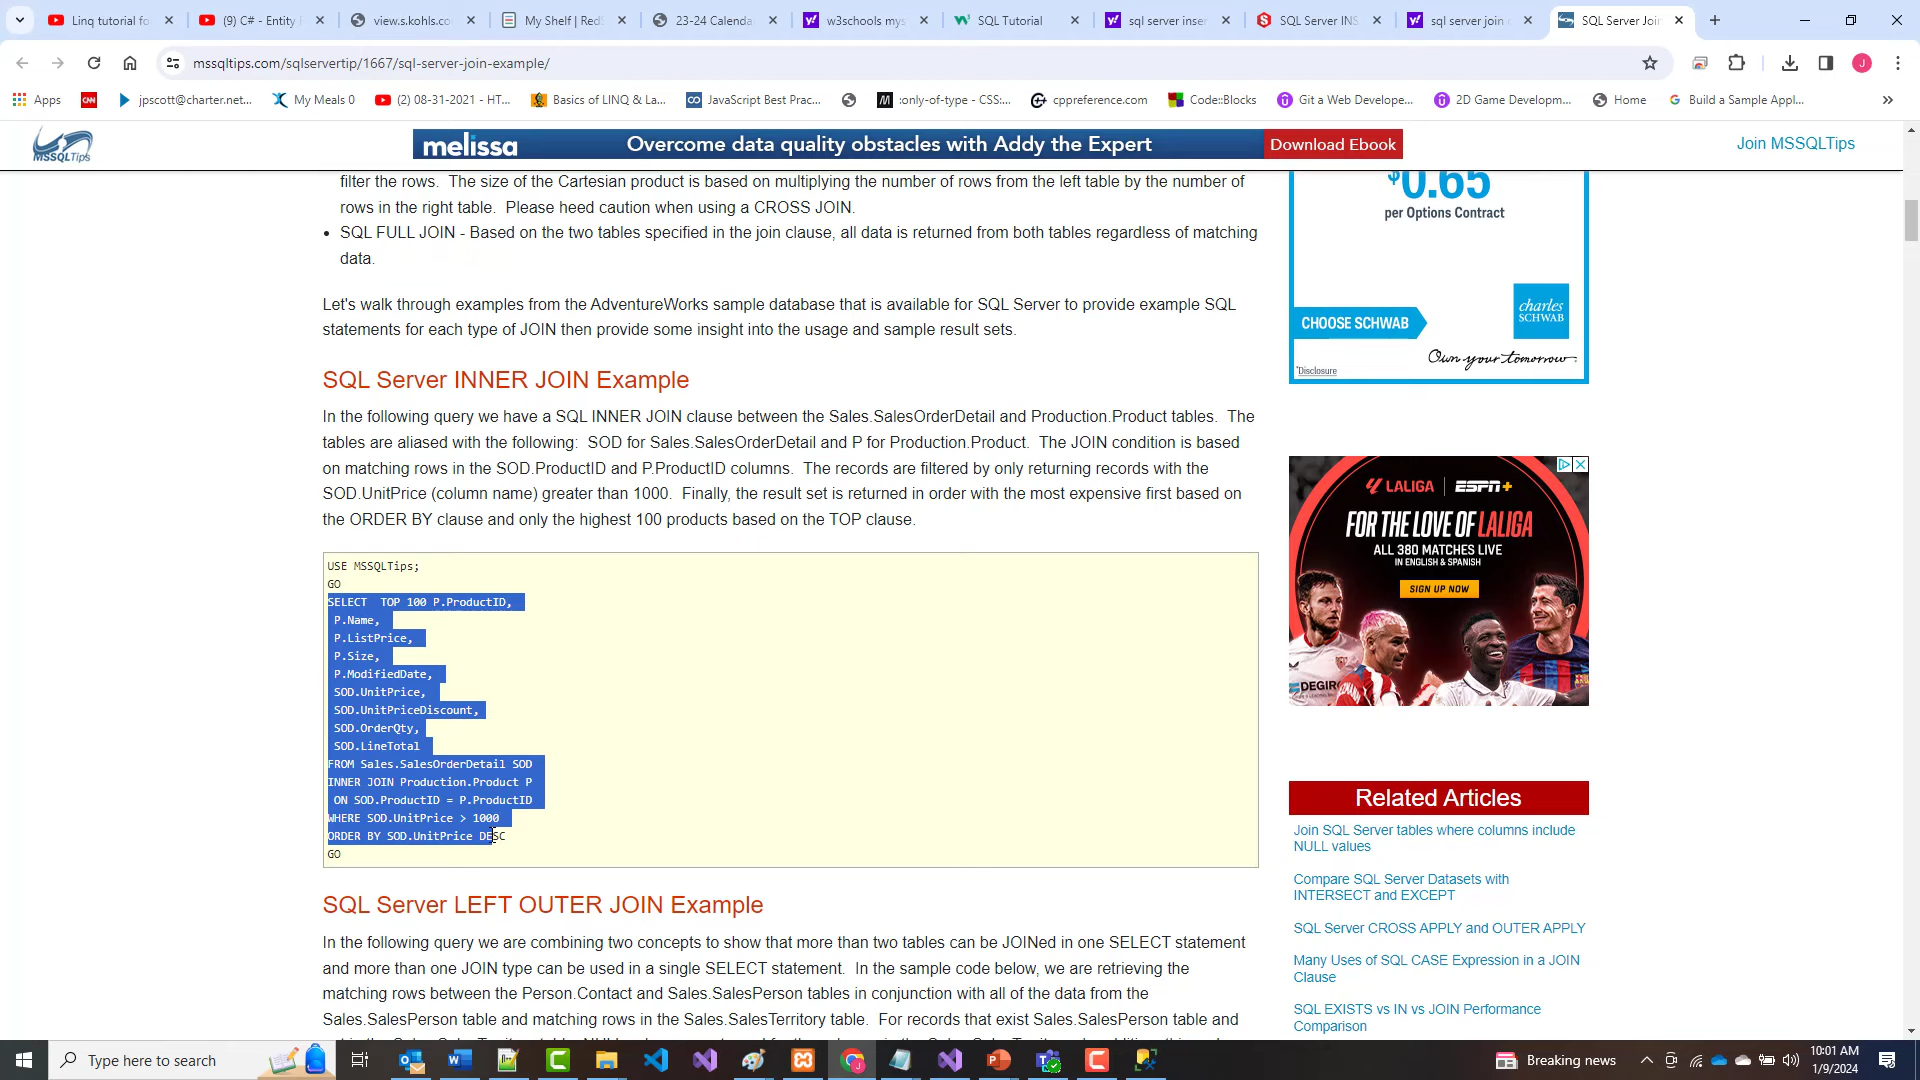 Linq tutorial fo
(9) C# - Entity F
view.s.kohls.co
My Shelf | Red
23-24 Calenda
w3schools mys
SQL Tutorial
sql server inse
SQL Server INS
sql server join
SQL Server Join
mssqltips.com/sqlservertip/1667/sql-server-join-example/
J
Apps
CNN
jpscott@charter.net...
My Meals 0
(2) 08-31-2021 - HT...
Basics of LINQ & La...
JavaScript Best Prac...
:only-of-type - CSS:...
cppreference.com
Code::Blocks
Git a Web Develope...
2D Game Developm...
Home
Build a Sample Appl...
MSSQLTips
melissa Overcome data quality obstacles with Addy the Expert Download Ebook
Join MSSQLTips
filter the rows.  The size of the Cartesian product is based on multiplying the number of rows from the left table by the number of
rows in the right table.  Please heed caution when using a CROSS JOIN.
• SQL FULL JOIN - Based on the two tables specified in the join clause, all data is returned from both tables regardless of matching
data.
Let's walk through examples from the AdventureWorks sample database that is available for SQL Server to provide example SQL
statements for each type of JOIN then provide some insight into the usage and sample result sets.
SQL Server INNER JOIN Example
In the following query we have a SQL INNER JOIN clause between the Sales.SalesOrderDetail and Production.Product tables.  The
tables are aliased with the following:  SOD for Sales.SalesOrderDetail and P for Production.Product.  The JOIN condition is based
on matching rows in the SOD.ProductID and P.ProductID columns.  The records are filtered by only returning records with the
SOD.UnitPrice (column name) greater than 1000.  Finally, the result set is returned in order with the most expensive first based on
the ORDER BY clause and only the highest 100 products based on the TOP clause.
USE MSSQLTips;
GO
SELECT  TOP 100 P.ProductID,
P.Name,
P.ListPrice,
P.Size,
P.ModifiedDate,
SOD.UnitPrice,
SOD.UnitPriceDiscount,
SOD.OrderQty,
SOD.LineTotal
FROM Sales.SalesOrderDetail SOD
INNER JOIN Production.Product P
ON SOD.ProductID = P.ProductID
WHERE SOD.UnitPrice > 1000
ORDER BY SOD.UnitPrice DESC
GO
SQL Server LEFT OUTER JOIN Example
In the following query we are combining two concepts to show that more than two tables can be JOINed in one SELECT statement
and more than one JOIN type can be used in a single SELECT statement.  In the sample code below, we are retrieving the
matching rows between the Person.Contact and Sales.SalesPerson tables in conjunction with all of the data from the
Sales.SalesPerson table and matching rows in the Sales.SalesTerritory table.  For records that exist Sales.SalesPerson table and
$0.65
per Options Contract
CHOOSE SCHWAB
charles
SCHWAB
Own your tomorrow.
*Disclosure
LALIGA | ESPN+
FOR THE LOVE OF LALIGA
ALL 380 MATCHES LIVE
IN ENGLISH & SPANISH
SIGN UP NOW
Related Articles
Join SQL Server tables where columns include
NULL values
Compare SQL Server Datasets with
INTERSECT and EXCEPT
SQL Server CROSS APPLY and OUTER APPLY
Many Uses of SQL CASE Expression in a JOIN
Clause
SQL EXISTS vs IN vs JOIN Performance
Comparison
Type here to search
Breaking news
10:01 AM
1/9/2024